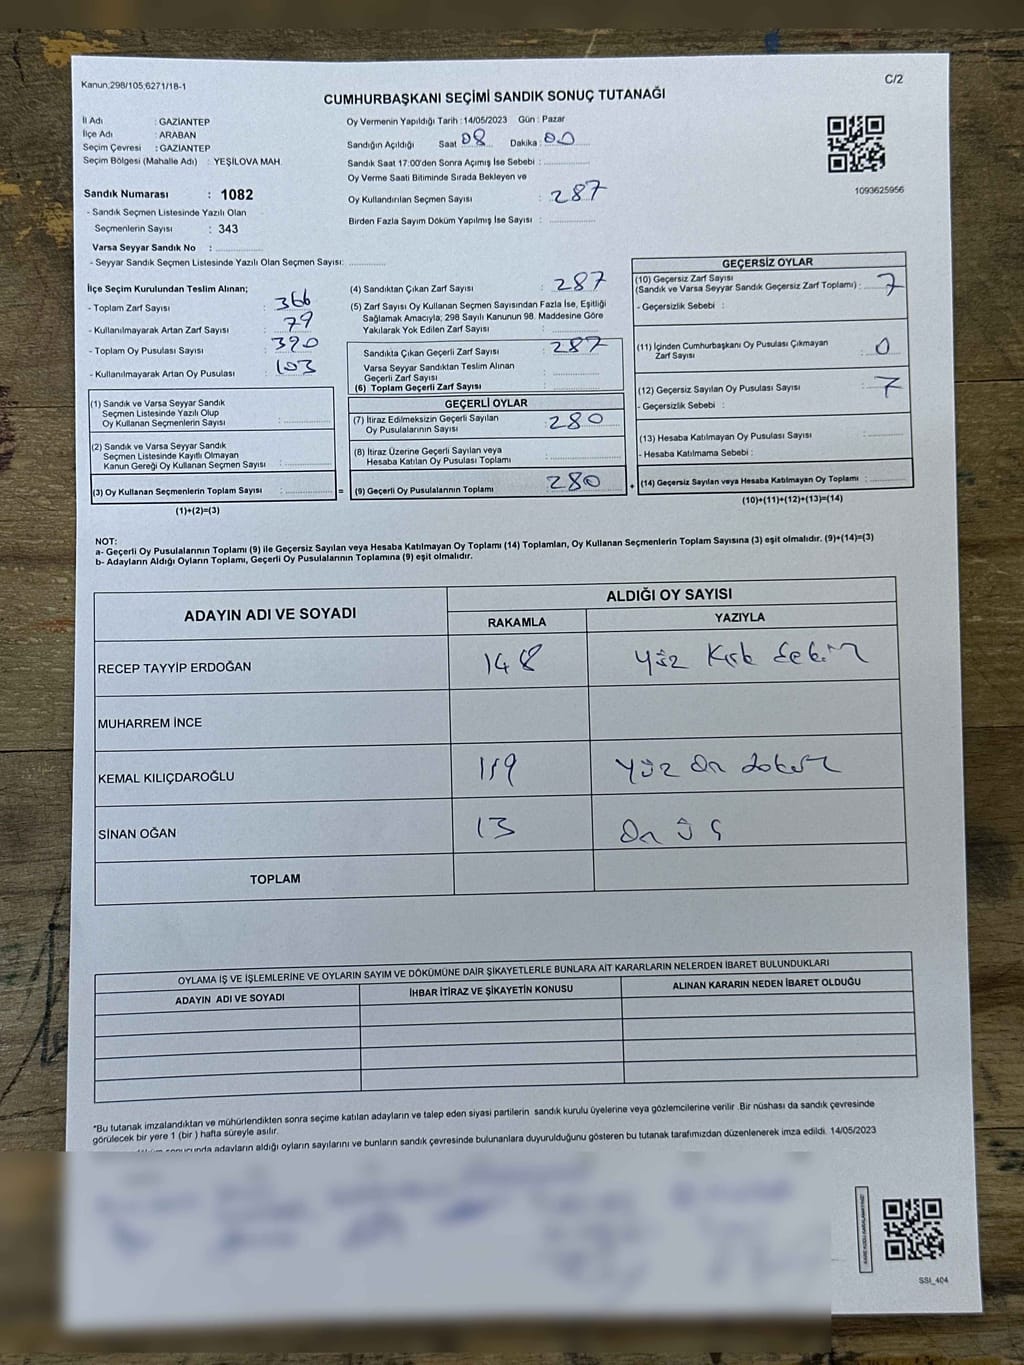 Kanun;298/105;6271/18-1
C/2
CUMHURBAŞKANI SEÇİMİ SANDIK SONUÇ TUTANAĞI
İl Adı : GAZİANTEP
İlçe Adı : ARABAN
Seçim Çevresi : GAZİANTEP
Seçim Bölgesi (Mahalle Adı) : YEŞİLOVA MAH.
Sandık Numarası : 1082
- Sandık Seçmen Listesinde Yazılı Olan
Seçmenlerin Sayısı : 343
Varsa Seyyar Sandık No :
- Seyyar Sandık Seçmen Listesinde Yazılı Olan Seçmen Sayısı:
Oy Vermenin Yapıldığı Tarih : 14/05/2023 Gün : Pazar
Sandığın Açıldığı Saat 08 Dakika : 00
Sandık Saat 17:00'den Sonra Açımış İse Sebebi :
Oy Verme Saati Bitiminde Sırada Bekleyen ve
Oy Kullandırılan Seçmen Sayısı : 287
Birden Fazla Sayım Döküm Yapılmış İse Sayısı :
1093625956
İlçe Seçim Kurulundan Teslim Alınan;
- Toplam Zarf Sayısı : 366
- Kullanılmayarak Artan Zarf Sayısı : 79
- Toplam Oy Pusulası Sayısı : 390
- Kullanılmayarak Artan Oy Pusulası : 103
(1) Sandık ve Varsa Seyyar Sandık
Seçmen Listesinde Yazılı Olup
Oy Kullanan Seçmenlerin Sayısı :
(2) Sandık ve Varsa Seyyar Sandık
Seçmen Listesinde Kayıtlı Olmayan
Kanun Gereği Oy Kullanan Seçmen Sayısı :
(3) Oy Kullanan Seçmenlerin Toplam Sayısı : =
(1)+(2)=(3)
(4) Sandıktan Çıkan Zarf Sayısı : 287
(5) Zarf Sayısı Oy Kullanan Seçmen Sayısından Fazla İse, Eşitliği
Sağlamak Amacıyla; 298 Sayılı Kanunun 98. Maddesine Göre
Yakılarak Yok Edilen Zarf Sayısı :
Sandıkta Çıkan Geçerli Zarf Sayısı : 287
Varsa Seyyar Sandıktan Teslim Alınan
Geçerli Zarf Sayısı :
(6) Toplam Geçerli Zarf Sayısı :
GEÇERLİ OYLAR
(7) İtiraz Edilmeksizin Geçerli Sayılan
Oy Pusulalarının Sayısı : 280
(8) İtiraz Üzerine Geçerli Sayılan veya
Hesaba Katılan Oy Pusulası Toplamı :
(9) Geçerli Oy Pusulalarının Toplamı 280 +
GEÇERSİZ OYLAR
(10) Geçersiz Zarf Sayısı
(Sandık ve Varsa Seyyar Sandık Geçersiz Zarf Toplamı) : 7
- Geçersizlik Sebebi :
(11) İçinden Cumhurbaşkanı Oy Pusulası Çıkmayan
Zarf Sayısı : 0
(12) Geçersiz Sayılan Oy Pusulası Sayısı : 7
- Geçersizlik Sebebi :
(13) Hesaba Katılmayan Oy Pusulası Sayısı :
- Hesaba Katılmama Sebebi :
(14) Geçersiz Sayılan veya Hesaba Katılmayan Oy Toplamı :
(10)+(11)+(12)+(13)=(14)
NOT:
a- Geçerli Oy Pusulalarının Toplamı (9) ile Geçersiz Sayılan veya Hesaba Katılmayan Oy Toplamı (14) Toplamları, Oy Kullanan Seçmenlerin Toplam Sayısına (3) eşit olmalıdır. (9)+(14)=(3)
b- Adayların Aldığı Oyların Toplamı, Geçerli Oy Pusulalarının Toplamına (9) eşit olmalıdır.
ADAYIN ADI VE SOYADI
ALDIĞI OY SAYISI
RAKAMLA YAZIYLA
RECEP TAYYİP ERDOĞAN 148 Yüz Kırk Sekiz
MUHARREM İNCE
KEMAL KILIÇDAROĞLU 119 Yüz On dokuz
SİNAN OĞAN 13 On üç
TOPLAM
OYLAMA İŞ VE İŞLEMLERİNE VE OYLARIN SAYIM VE DÖKÜMÜNE DAİR ŞİKAYETLERLE BUNLARA AİT KARARLARIN NELERDEN İBARET BULUNDUKLARI
ADAYIN ADI VE SOYADI İHBAR İTİRAZ VE ŞİKAYETİN KONUSU ALINAN KARARIN NEDEN İBARET OLDUĞU
*Bu tutanak imzalandıktan ve mühürlendikten sonra seçime katılan adayların ve talep eden siyasi partilerin sandık kurulu üyelerine veya gözlemcilerine verilir. Bir nüshası da sandık çevresinde
görülecek bir yere 1 (bir ) hafta süreyle asılır.
adayların aldığı oyların sayılarını ve bunların sandık çevresinde bulunanlara duyurulduğunu gösteren bu tutanak tarafımızdan düzenlenerek imza edildi. 14/05/2023
SSI_404